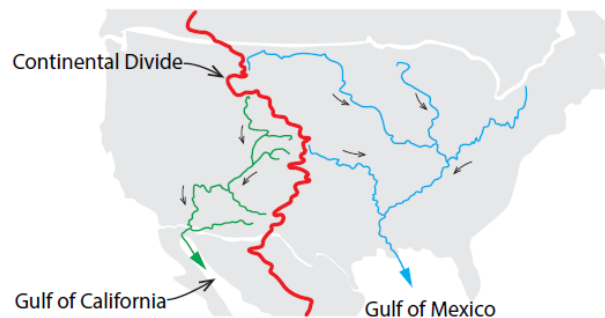 Continental Divide
Gulf of California
Gulf of Mexico